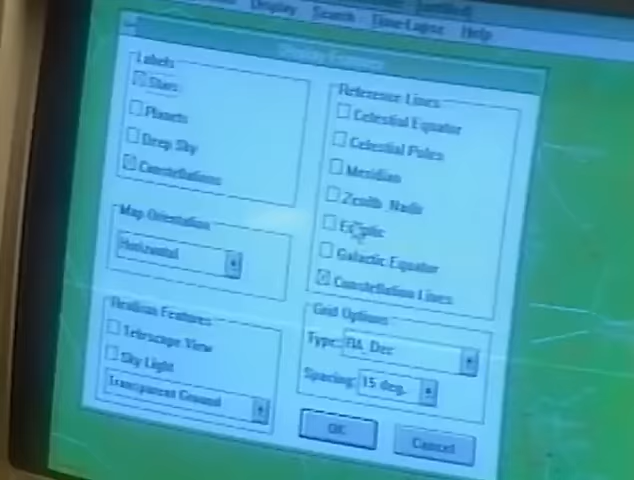 Display Search Time-Lapse Help
Labels
Stars
Planets
Deep Sky
Constellations
Map Orientation
Horizontal
Realism Features
Telescope View
Sky Light
Transparent Ground
Reference Lines
Celestial Equator
Celestial Poles
Meridian
Zenith Nadir
Ecliptic
Galactic Equator
Constellation Lines
Grid Options
Type: RA_Dec
Spacing: 15 deg.
OK
Cancel